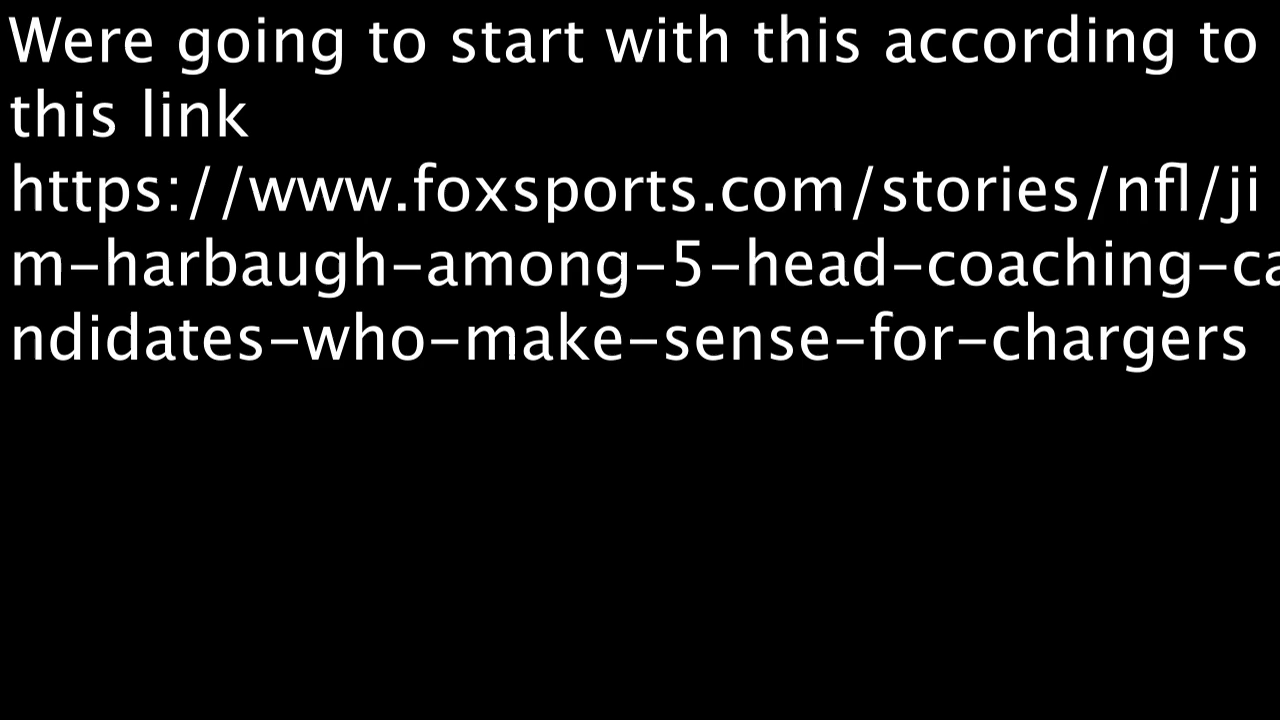 Were going to start with this according to
this link
https://www.foxsports.com/stories/nfl/ji
m-harbaugh-among-5-head-coaching-ca
ndidates-who-make-sense-for-chargers